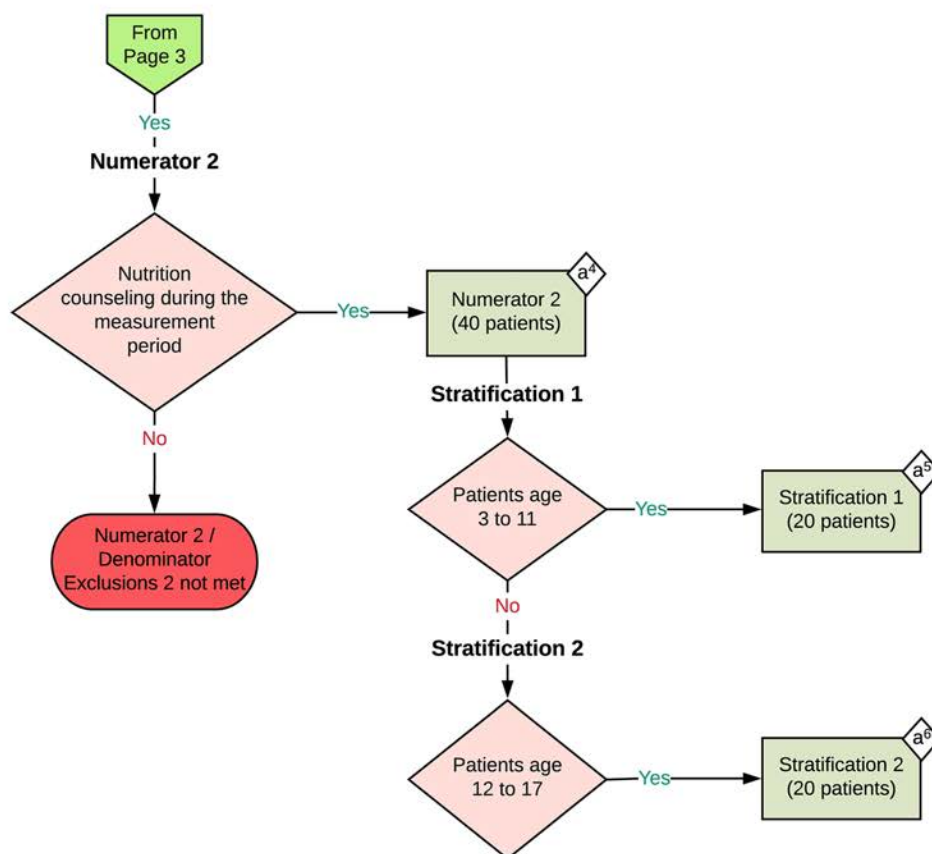 From
Page 3
Yes
Numerator 2
Nutrition
counseling during the
measurement
period
Yes
Numerator 2
(40 patients)
a⁴
No
Numerator 2 /
Denominator
Exclusions 2 not met
Stratification 1
Patients age
3 to 11
Yes
Stratification 1
(20 patients)
a⁵
No
Stratification 2
Patients age
12 to 17
Yes
Stratification 2
(20 patients)
a⁶